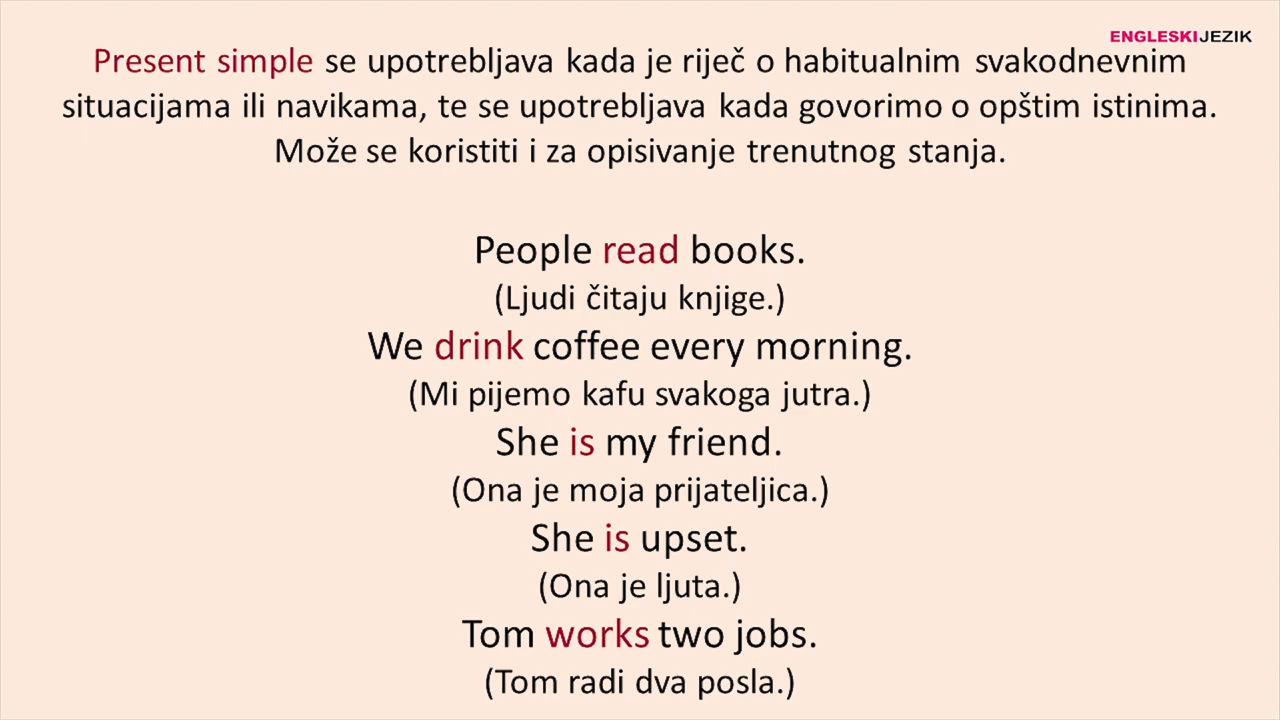 ENGLESKIJEZIK
Present simple se upotrebljava kada je riječ o habitualnim svakodnevnim
situacijama ili navikama, te se upotrebljava kada govorimo o opštim istinima.
Može se koristiti i za opisivanje trenutnog stanja.
People read books.
(Ljudi čitaju knjige.)
We drink coffee every morning.
(Mi pijemo kafu svakoga jutra.)
She is my friend.
(Ona je moja prijateljica.)
She is upset.
(Ona je ljuta.)
Tom works two jobs.
(Tom radi dva posla.)